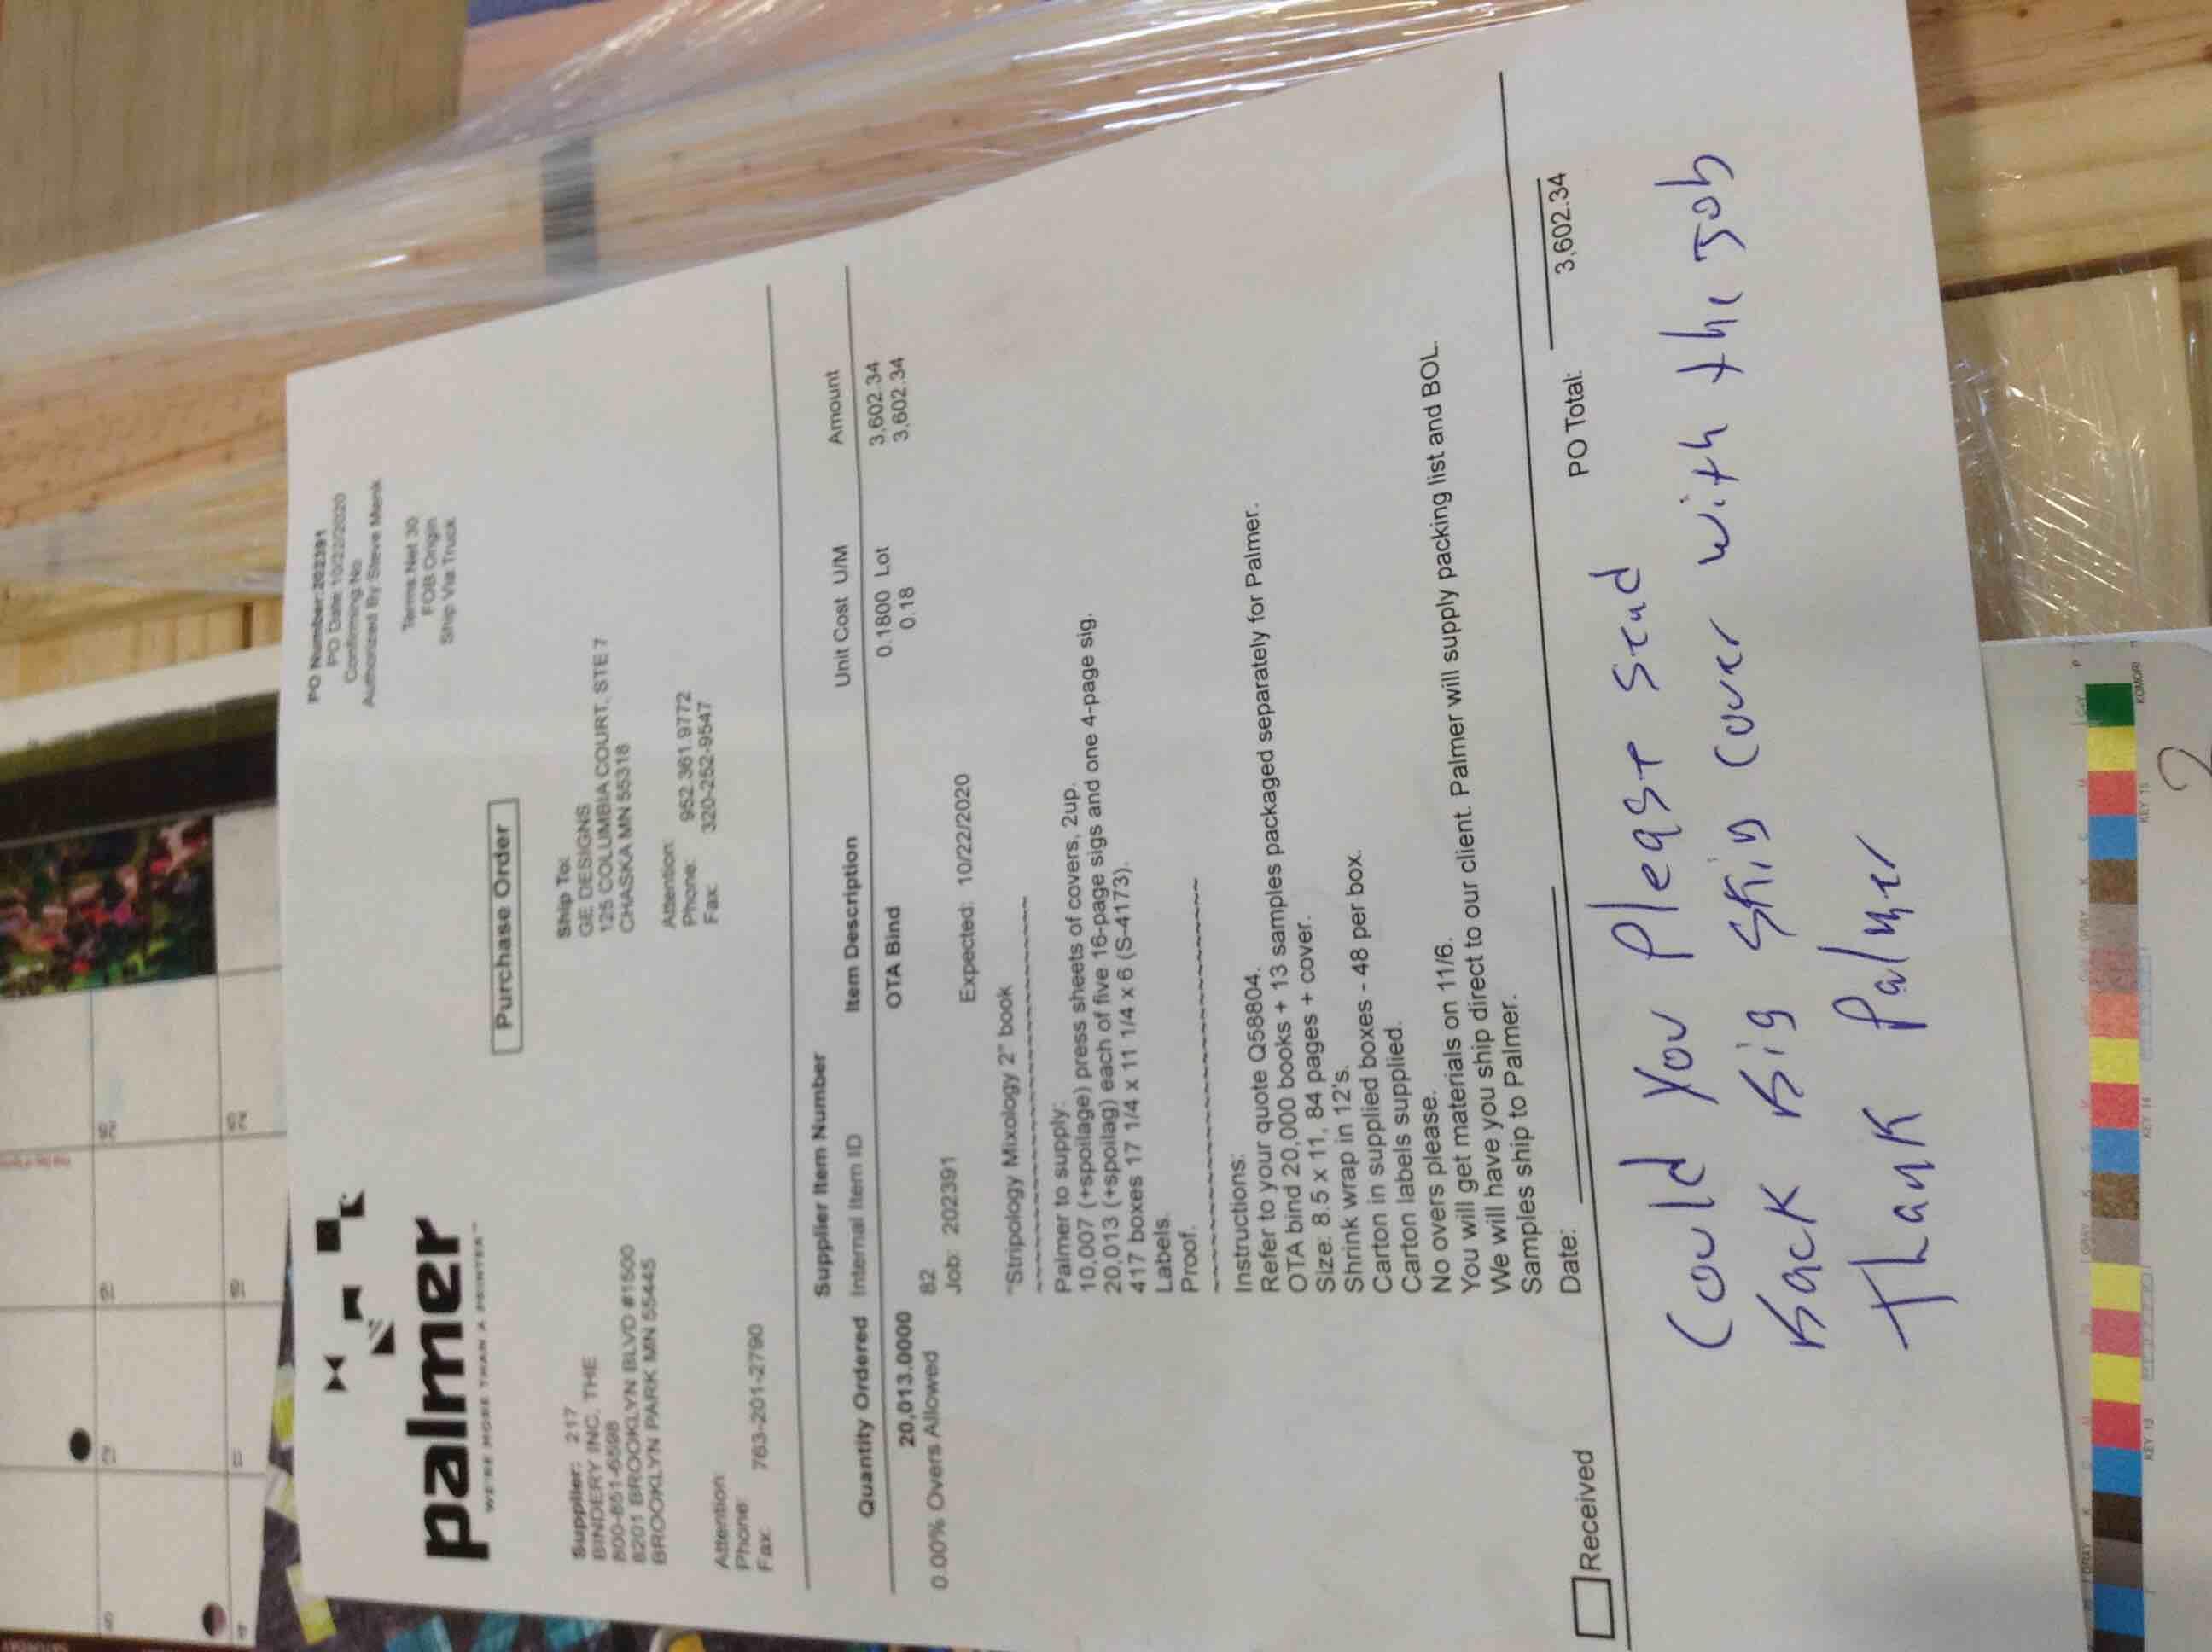 palmer
WE'RE MORE THAN A PRINTER
PO Number: 202391
PO Date: 10/22/2020
Confirming: No
Authorized By: Steve Menk
Terms: Net 30
FOB: Origin
Ship Via: Truck
Purchase Order
Supplier: 217
BINDERY INC, THE
800-851-6598
8201 BROOKLYN BLVD #1500
BROOKLYN PARK MN 55445
Attention
Phone:
Fax: 763-201-2790
Ship To:
GE DESIGNS
125 COLUMBIA COURT, STE 7
CHASKA MN 55318
Attention:
Phone: 952.361.9772
Fax: 320-252-9547
Supplier Item Number
Quantity Ordered Internal Item ID Item Description Unit Cost U/M Amount
20,013.0000 OTA Bind 0.1800 Lot 3,602.34
0.00% Overs Allowed 82 0.18 3,602.34
Job: 202391 Expected: 10/22/2020
"Stripology Mixology 2" book
~~~~~~~~~~~~~~~~~~~~~~~~~~~~~~~~
Palmer to supply:
10,007 (+spoilage) press sheets of covers, 2up.
20,013 (+spoilag) each of five 16-page sigs and one 4-page sig.
417 boxes 17 1/4 x 11 1/4 x 6 (S-4173).
Labels.
Proof.
~~~~~~~~~~~~~~~~~~~~~~~~~~~~~~~~
Instructions:
Refer to your quote Q58804.
OTA bind 20,000 books + 13 samples packaged separately for Palmer.
Size: 8.5 x 11, 84 pages + cover.
Shrink wrap in 12's.
Carton in supplied boxes - 48 per box.
Carton labels supplied.
No overs please.
You will get materials on 11/6.
We will have you ship direct to our client. Palmer will supply packing list and BOL.
Samples ship to Palmer.
Received Date: PO Total: 3,602.34
Could You Please Send
Back Big Skid Cover with the Job
Thank Palmer
KEY 13
KEY 14
KEY 15
KOMORI
2